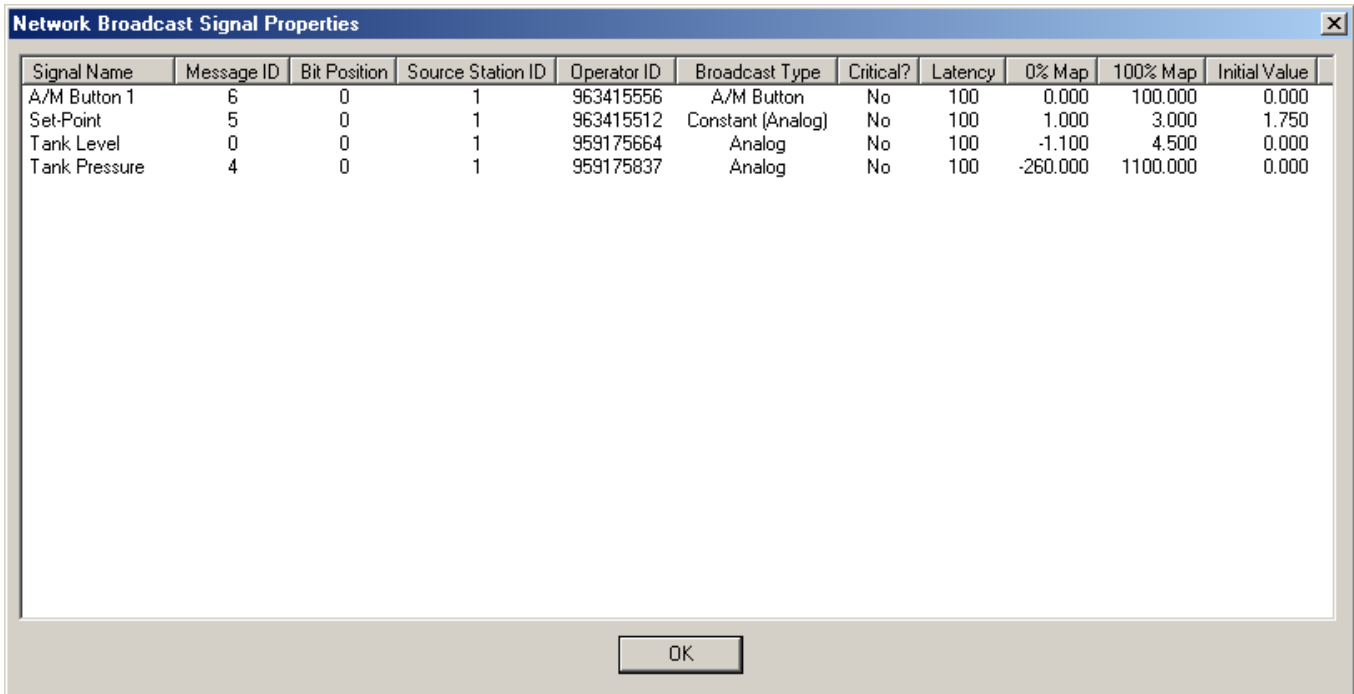 Network Broadcast Signal Properties
Signal Name Message ID Bit Position Source Station ID Operator ID Broadcast Type Critical? Latency 0% Map 100% Map Initial Value
A/M Button 1 6 0 1 963415556 A/M Button No 100 0.000 100.000 0.000
Set-Point 5 0 1 963415512 Constant (Analog) No 100 1.000 3.000 1.750
Tank Level 0 0 1 959175664 Analog No 100 -1.100 4.500 0.000
Tank Pressure 4 0 1 959175837 Analog No 100 -260.000 1100.000 0.000
OK